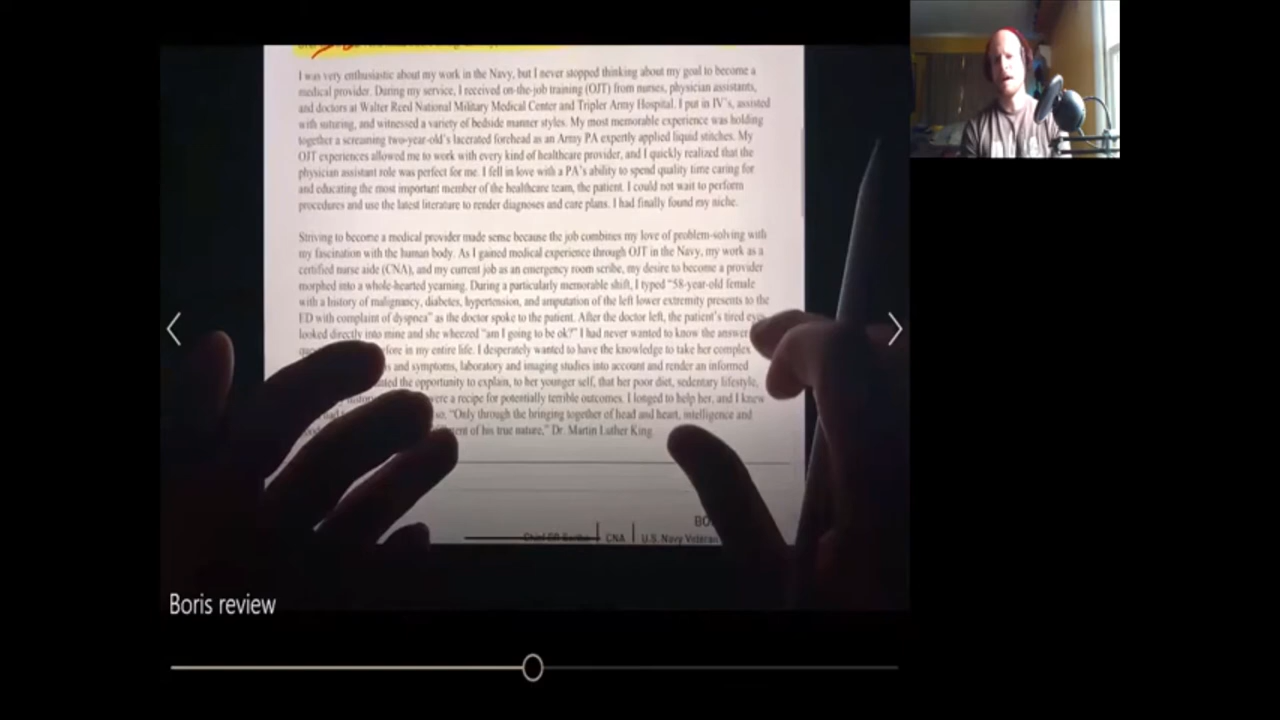 I was very enthusiastic about my work in the Navy, but I never stopped thinking about my goal to become a
medical provider. During my service, I received on-the-job training (OJT) from nurses, physician assistants,
and doctors at Walter Reed National Military Medical Center and Tripler Army Hospital. I put in IV's, assisted
with suturing, and witnessed a variety of bedside manner styles. My most memorable experience was holding
together a screaming two-year-old's lacerated forehead as an Army PA expertly applied liquid stitches. My
OJT experiences allowed me to work with every kind of healthcare provider, and I quickly realized that the
physician assistant role was perfect for me. I fell in love with a PA's ability to spend quality time caring for
and educating the most important member of the healthcare team, the patient. I could not wait to perform
procedures and use the latest literature to render diagnoses and care plans. I had finally found my niche.
Striving to become a medical provider made sense because the job combines my love of problem-solving with
my fascination with the human body. As I gained medical experience through OJT in the Navy, my work as a
certified nurse aide (CNA), and my current job as an emergency room scribe, my desire to become a provider
morphed into a whole-hearted yearning. During a particularly memorable shift, I typed "58-year-old female
with a history of malignancy, diabetes, hypertension, and amputation of the left lower extremity presents to the
ED with complaint of dyspnea" as the doctor spoke to the patient. After the doctor left, the patient's tired eyes
looked directly into mine and she wheezed "am I going to be ok?" I had never wanted to know the answer
in my entire life. I desperately wanted to have the knowledge to take her complex
and symptoms, laboratory and imaging studies into account and render an informed
the opportunity to explain, to her younger self, that her poor diet, sedentary lifestyle,
were a recipe for potentially terrible outcomes. I longed to help her, and I knew
so. "Only through the bringing together of head and heart, intelligence and
of his true nature," Dr. Martin Luther King
BO
Chief ER Scribe | CNA | U.S. Navy Veteran
Boris review